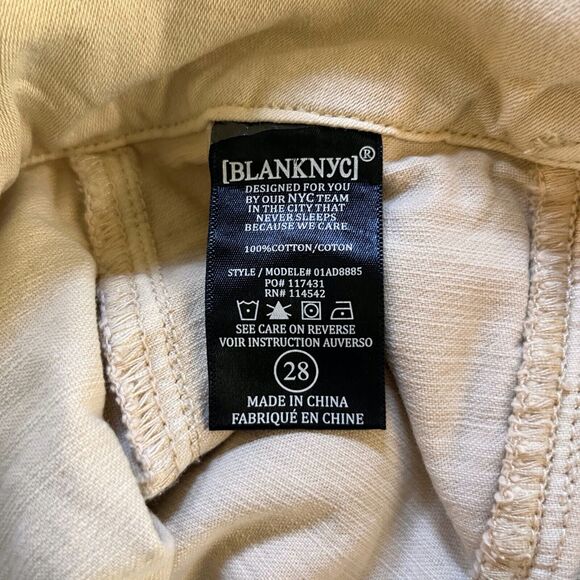 [BLANKNYC]®
DESIGNED FOR YOU
BY OUR NYC TEAM
IN THE CITY THAT
NEVER SLEEPS
BECAUSE WE CARE.
100%COTTON/COTON
STYLE / MODELE# 01AD8885
PO# 117431
RN# 114542
SEE CARE ON REVERSE
VOIR INSTRUCTION AUVERSO
28
MADE IN CHINA
FABRIQUÉ EN CHINE